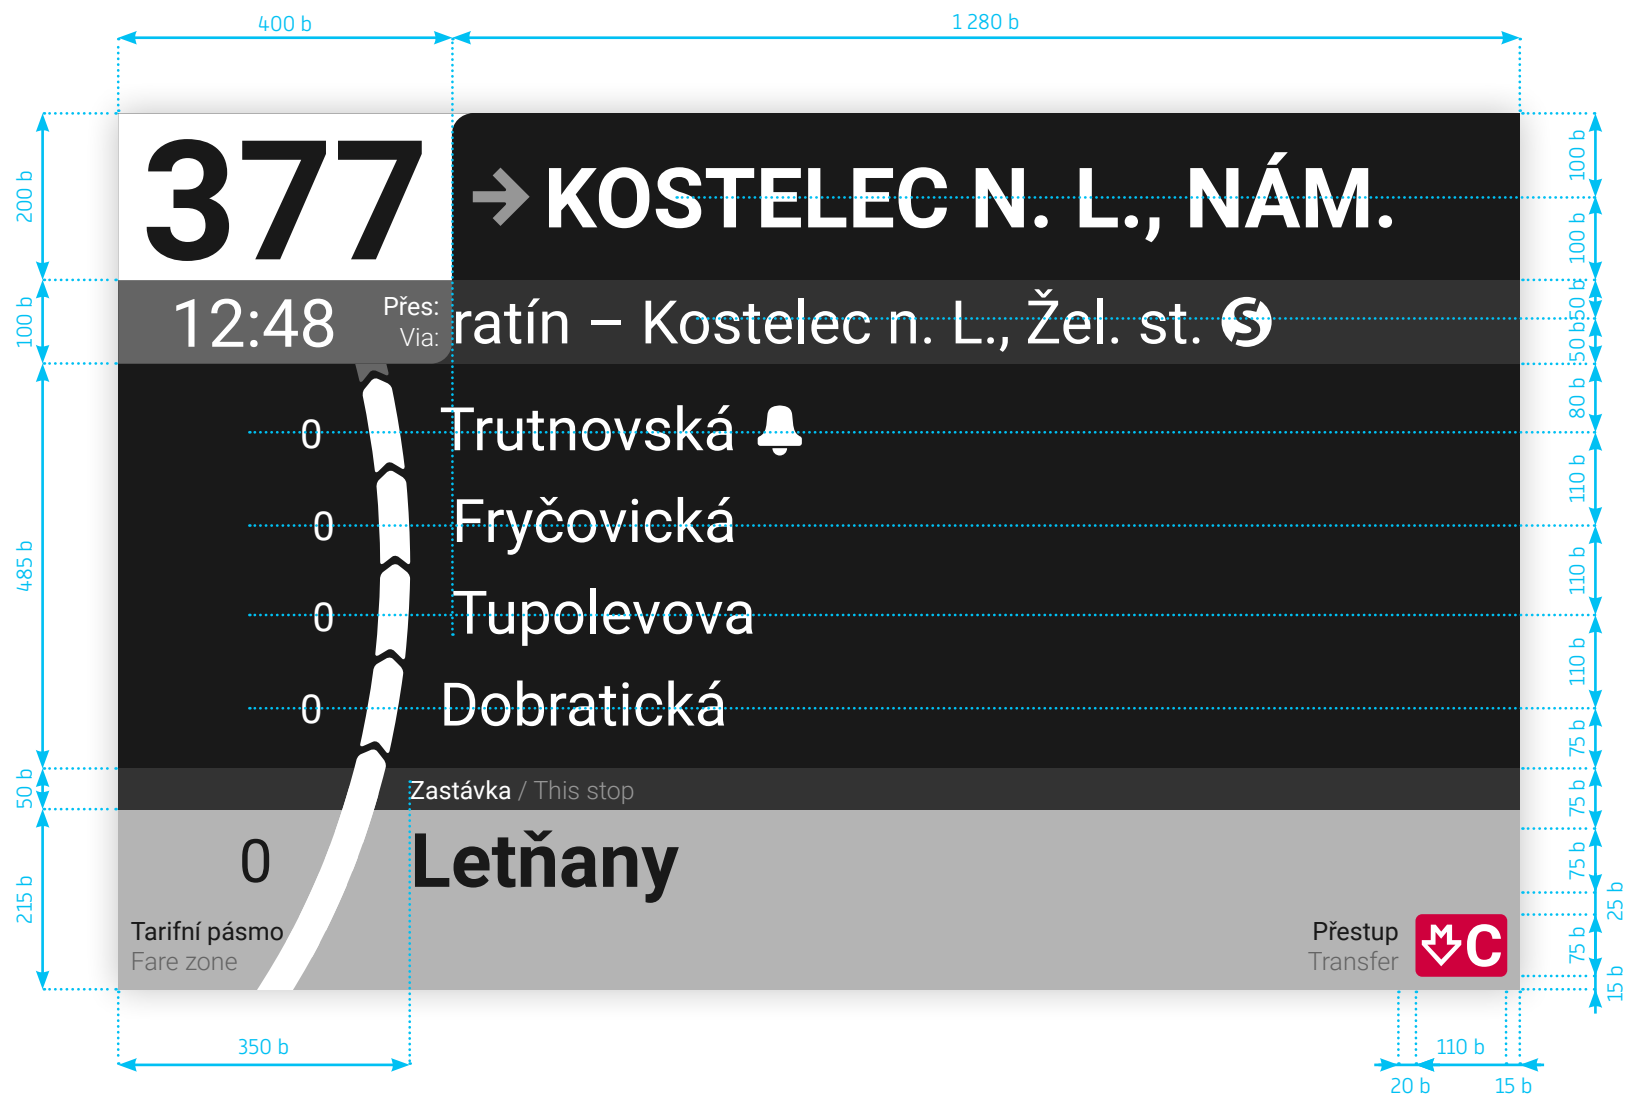 400 b
1 280 b
377
KOSTELEC N. L., NÁM.
200 b
100 b
100 b
12:48
Přes:
Via:
ratín – Kostelec n. L., Žel. st. S
100 b
50 b
50 b
0 Trutnovská
80 b
0 Fryčovická
110 b
485 b
0 Tupolevova
110 b
0 Dobratická
110 b
75 b
50 b
Zastávka / This stop
75 b
0 Letňany
75 b
215 b
25 b
Tarifní pásmo
Fare zone
Přestup
Transfer
M C
75 b
15 b
350 b
110 b
20 b
15 b